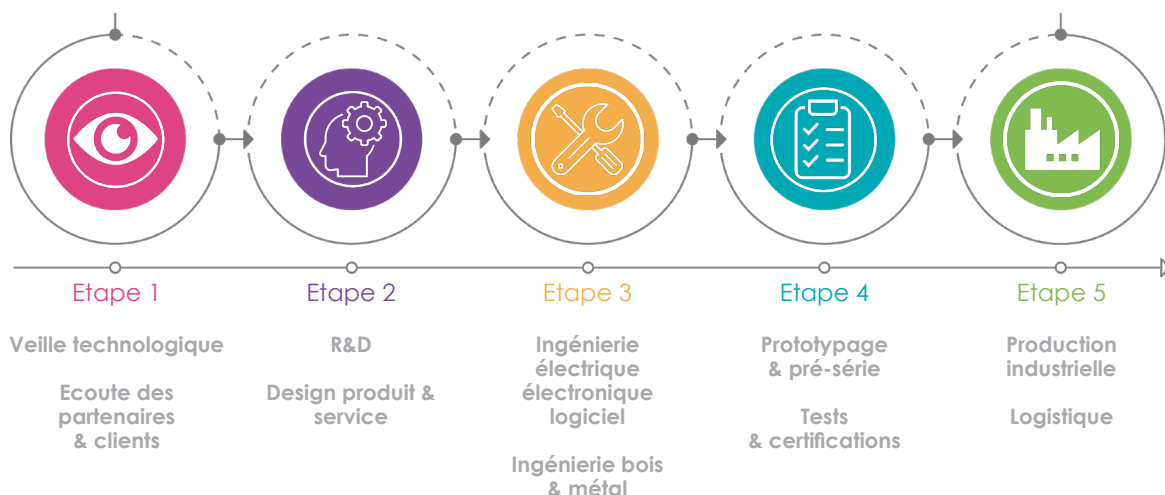 Etape 1
Veille technologique
Ecoute des
partenaires
& clients
Etape 2
R&D
Design produit &
service
Etape 3
Ingénierie
électrique
électronique
logiciel
Ingénierie bois
& métal
Etape 4
Prototypage
& pré-série
Tests
& certifications
Etape 5
Production
industrielle
Logistique